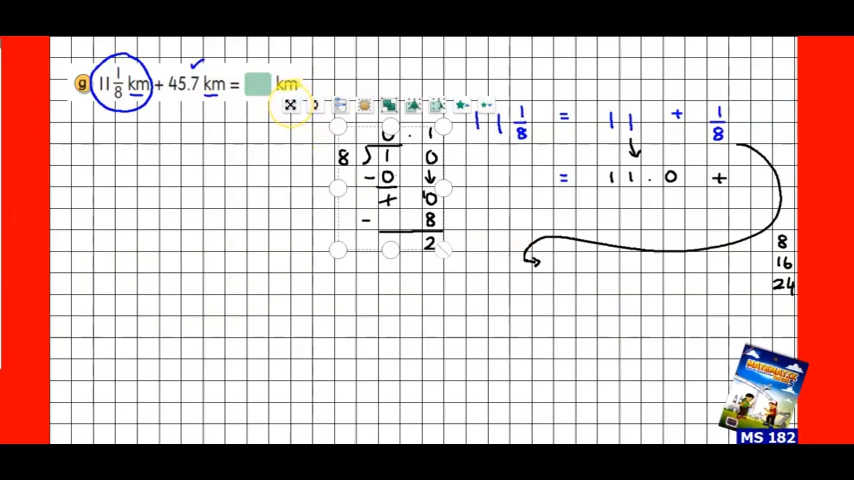 g 11 1/8 km + 45.7 km = km
11 1/8 = 11 + 1/8
= 11.0 +
0.1
8 ) 1 0
- 0 ↓
1 0
- 8
2
8
16
24
MS 182